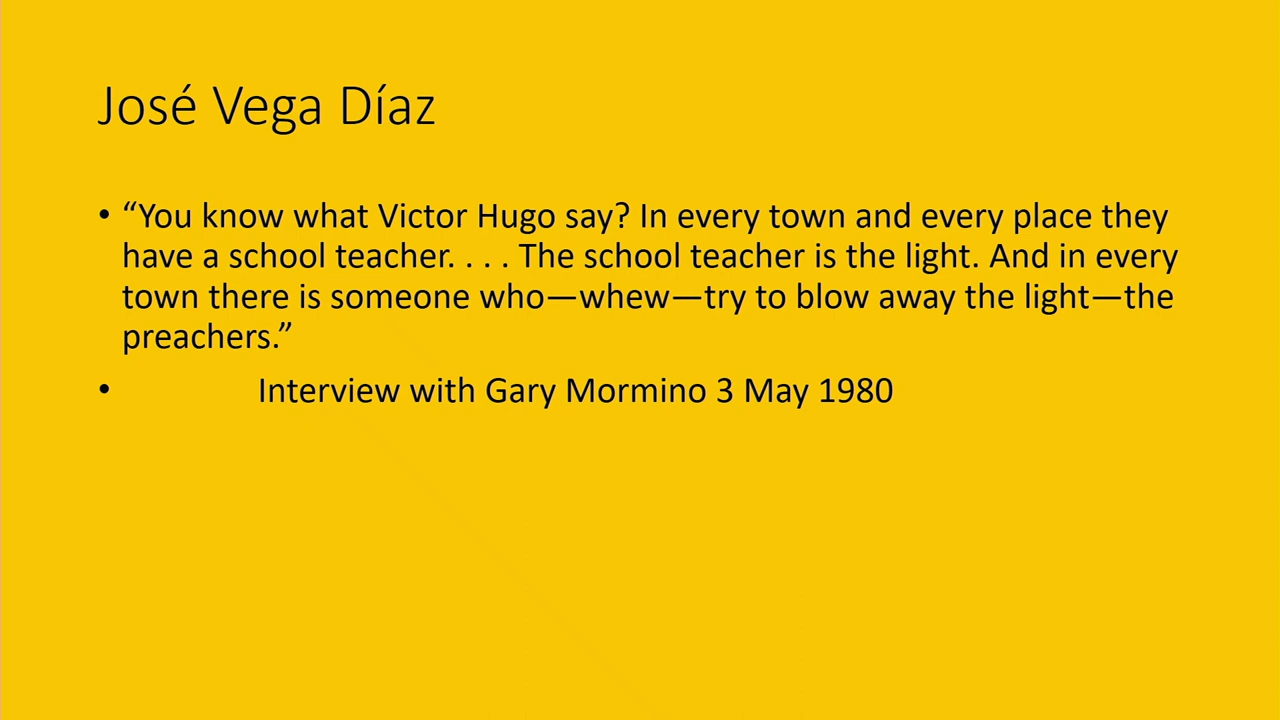 José Vega Díaz
• “You know what Victor Hugo say? In every town and every place they
have a school teacher. . . . The school teacher is the light. And in every
town there is someone who—whew—try to blow away the light—the
preachers.”
• Interview with Gary Mormino 3 May 1980